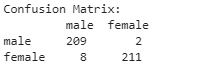 Confusion Matrix:
male female
male 209 2
female 8 211